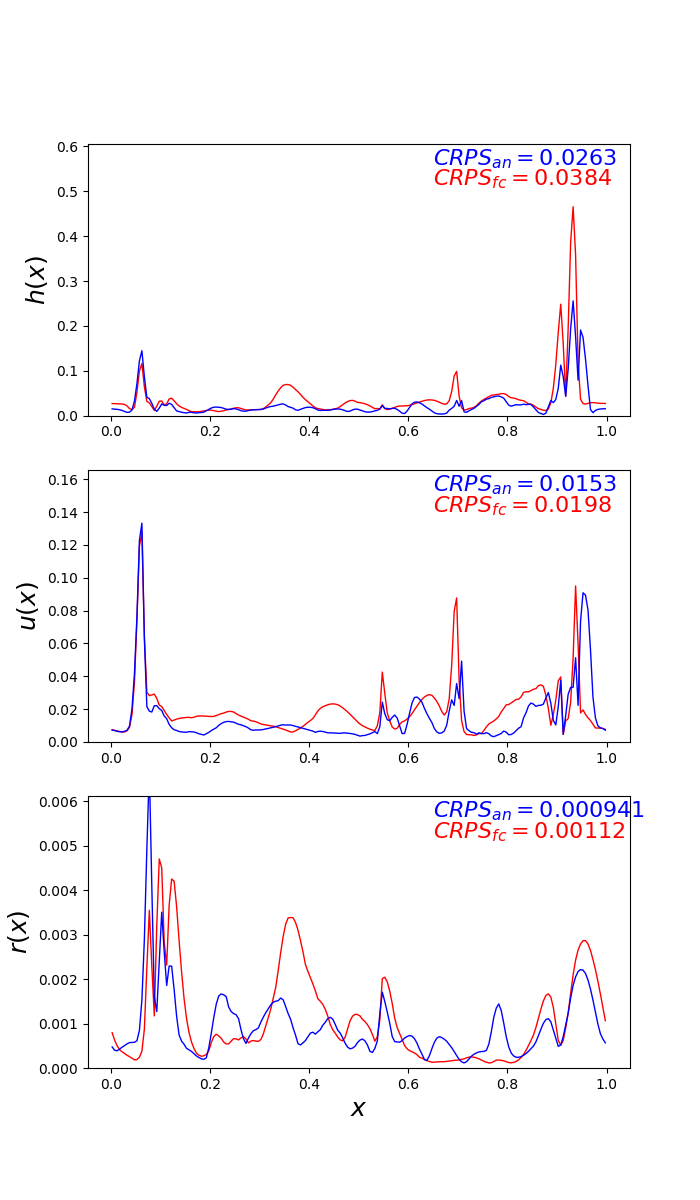 0.6
0.5
0.4
0.3
0.2
0.1
0.0
h(x)
CRPS_an = 0.0263
CRPS_fc = 0.0384
0.0 0.2 0.4 0.6 0.8 1.0
0.16
0.14
0.12
0.10
0.08
0.06
0.04
0.02
0.00
u(x)
CRPS_an = 0.0153
CRPS_fc = 0.0198
0.0 0.2 0.4 0.6 0.8 1.0
0.006
0.005
0.004
0.003
0.002
0.001
0.000
r(x)
CRPS_an = 0.000941
CRPS_fc = 0.00112
0.0 0.2 0.4 0.6 0.8 1.0
x